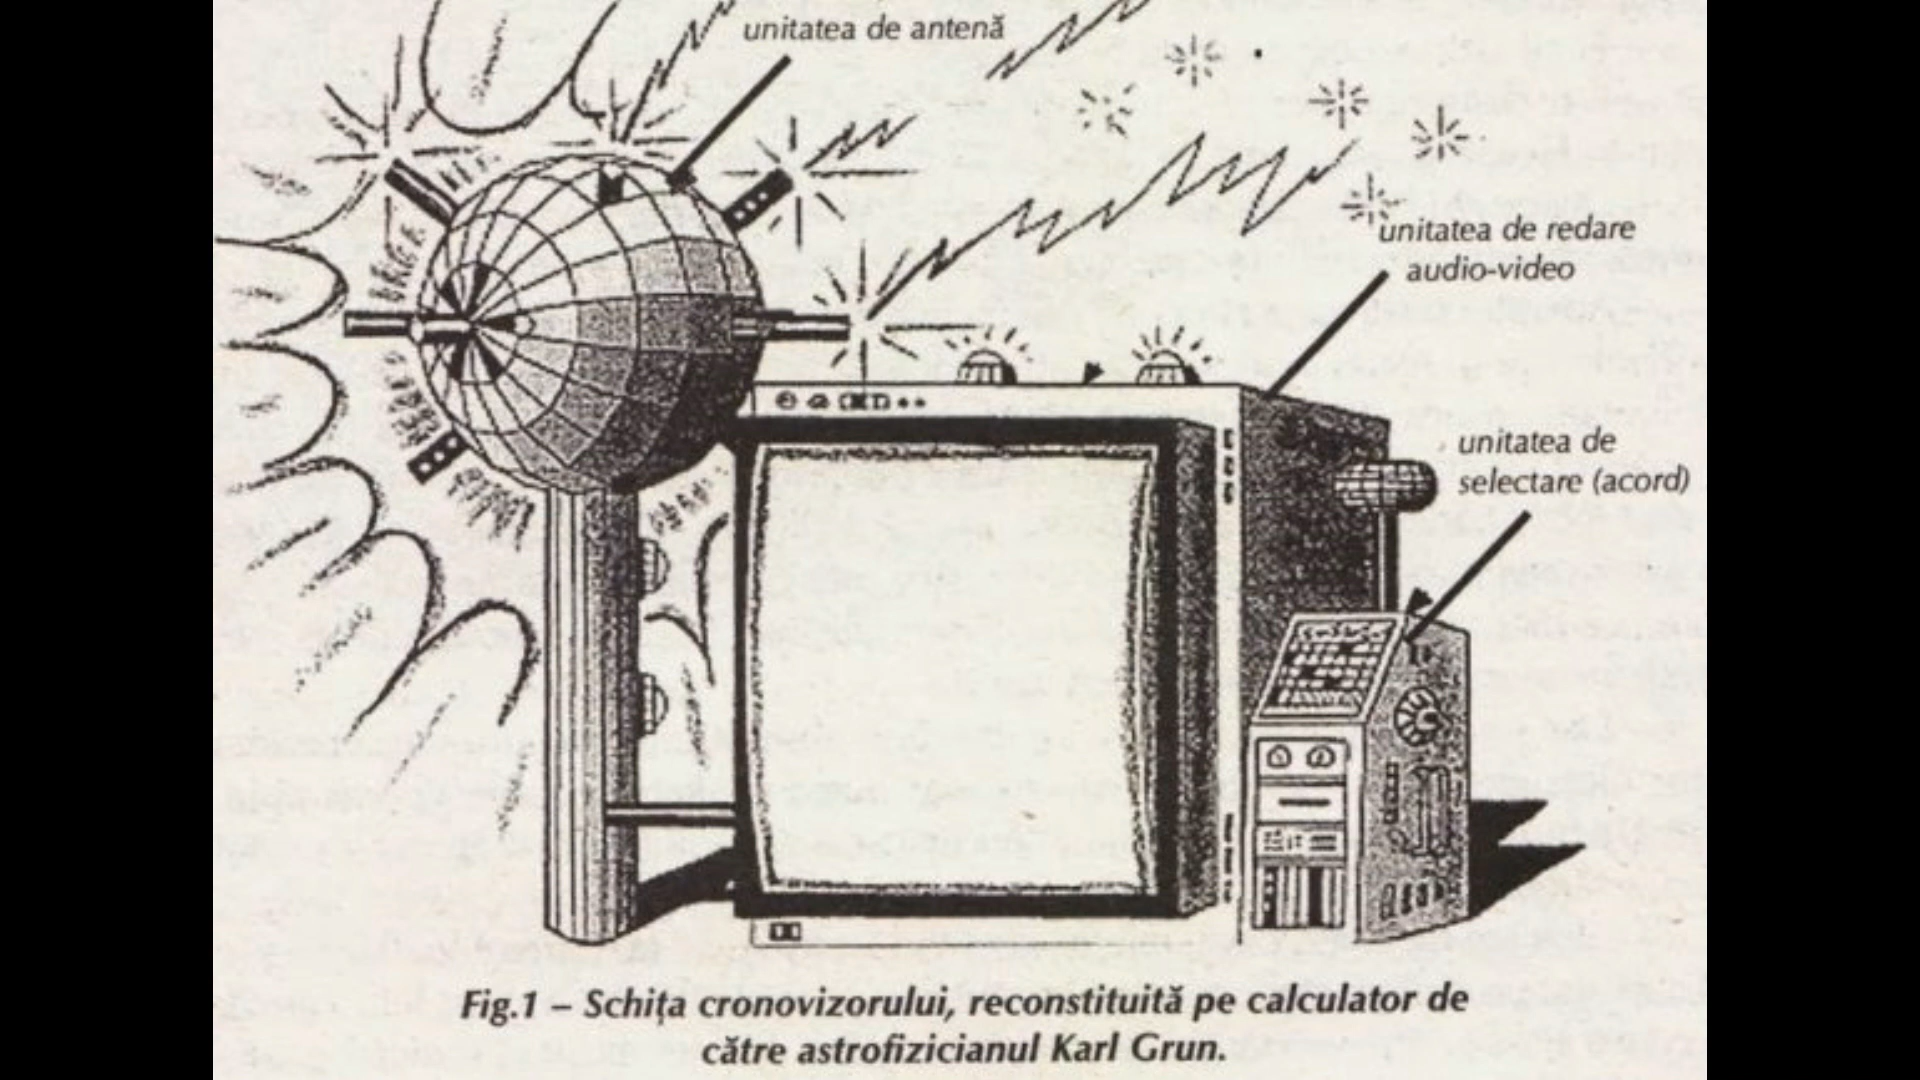 unitatea de antenă
unitatea de redare
audio-video
unitatea de
selectare (acord)
Fig.1 – Schița cronovizorului, reconstituită pe calculator de
către astrofizicianul Karl Grun.